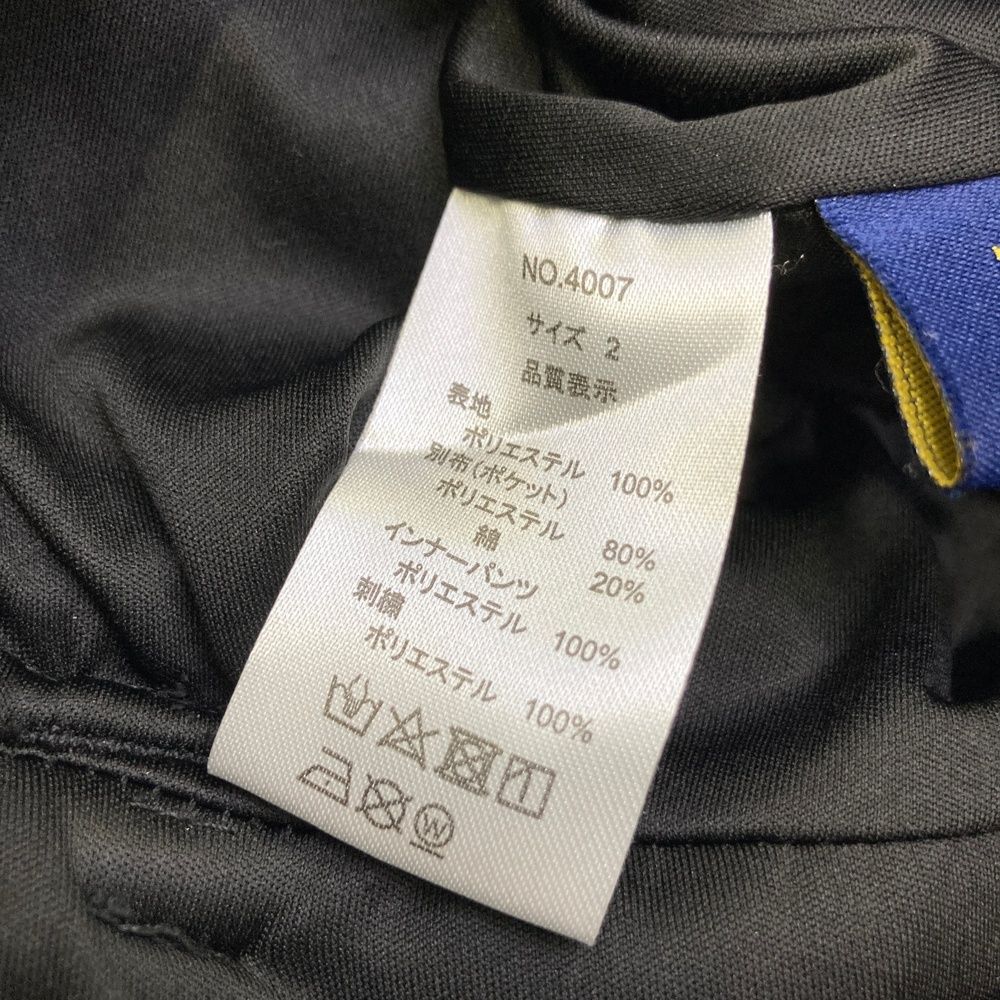 NO.4007
サイズ 2
品質表示
表地
ポリエステル 100%
別布(ポケット)
ポリエステル 80%
綿 20%
インナーパンツ
ポリエステル 100%
刺繍
ポリエステル 100%
W